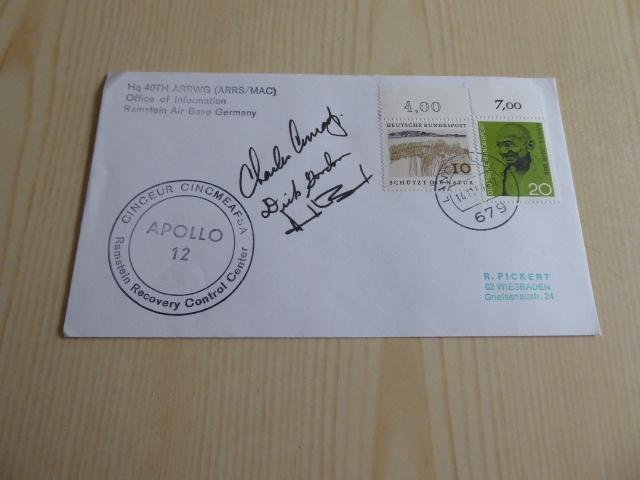 Hq 40TH ARRWG (ARRS/MAC)
Office of Information
Ramstein Air Base Germany
4,00
7,00
DEUTSCHE BUNDESPOST
10
SCHÜTZT DIE NATUR
20
679
Charles Conrad
Dick Gordon
CINCEUR CINCMEAFSA
APOLLO
12
Ramstein Recovery Control Center
R. PICKERT
62 WIESBADEN
Gneisenaustr. 24